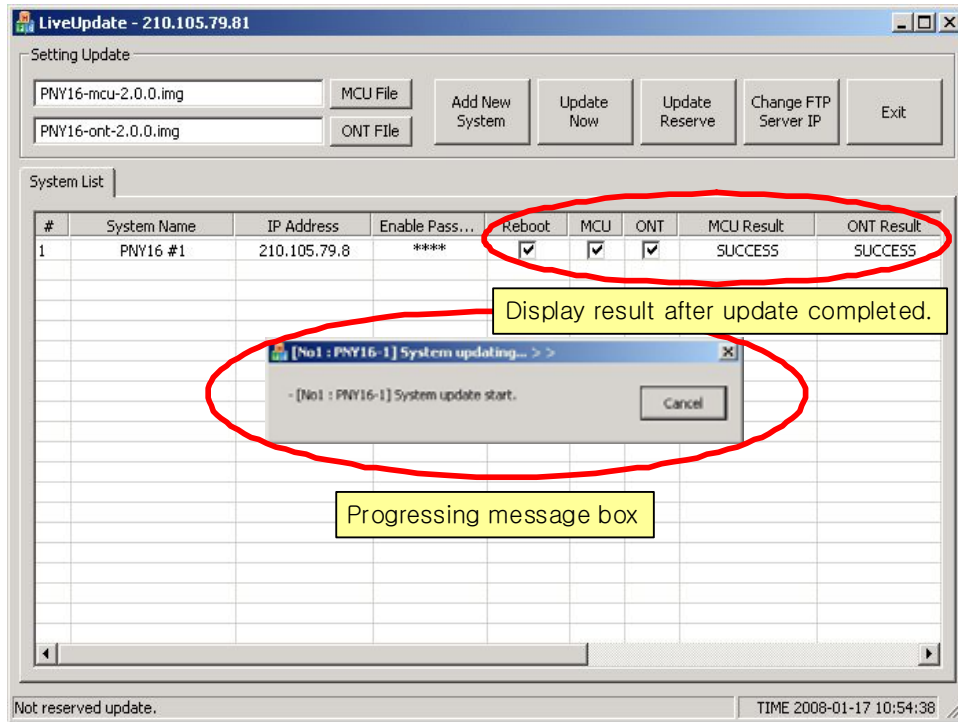 LiveUpdate - 210.105.79.81
Setting Update
PNY16-mcu-2.0.0.img
MCU File
PNY16-ont-2.0.0.img
ONT FIle
Add New
System
Update
Now
Update
Reserve
Change FTP
Server IP
Exit
System List
# System Name IP Address Enable Pass... Reboot MCU ONT MCU Result ONT Result
1 PNY16 #1 210.105.79.8 **** SUCCESS SUCCESS
Display result after update completed.
[No1 : PNY16-1] System updating... > >
- [No1 : PNY16-1] System update start.
Cancel
Progressing message box
Not reserved update.
TIME 2008-01-17 10:54:38